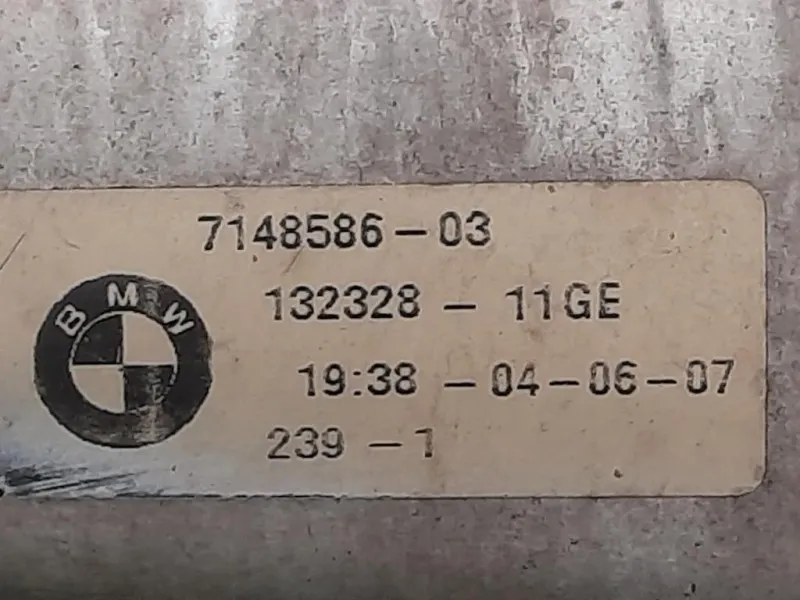 7148586-03
BMW
132328 - 11GE
19:38 - 04-06-07
239 - 1